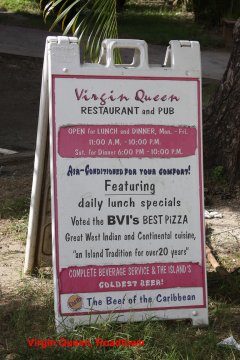 Virgin Queen
Virgin Queen
RESTAURANT AND PUB
OPEN for LUNCH and DINNER, Mon. - Fri.
11:00 A.M. - 10:00 P.M.
Sat. for Dinner 6:00 PM - 10:00 P.M.
AIR-CONDITIONED FOR YOUR COMFORT!
Featuring
daily lunch specials
Voted the BVI's BEST PIZZA
Great West Indian and Continental cuisine,
"an Island Tradition for over 20 years"
COMPLETE BEVERAGE SERVICE & THE ISLAND'S
COLDEST BEER!
The Beer of the Caribbean
Virgin Queen, Roadtown